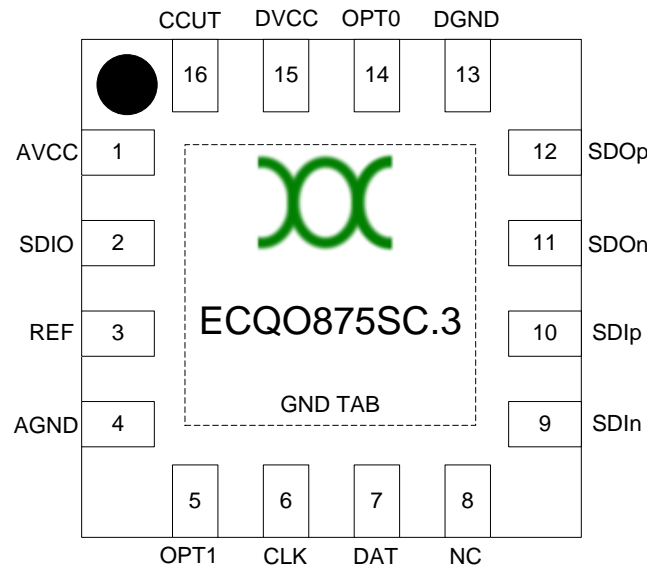 CCUT DVCC OPT0 DGND
16 15 14 13
AVCC 1 12 SDOp
SDIO 2 11 SDOn
ECQO875SC.3
REF 3 10 SDIp
GND TAB
AGND 4 9 SDIn
5 6 7 8
OPT1 CLK DAT NC